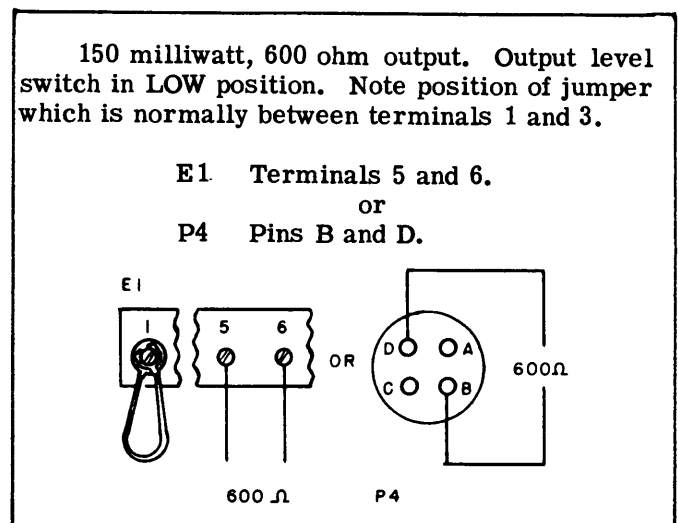 150 milliwatt, 600 ohm output. Output level
switch in LOW position. Note position of jumper
which is normally between terminals 1 and 3.
E1 Terminals 5 and 6.
or
P4 Pins B and D.
E1
1 5 6
D A
OR
600Ω
C B
600 Ω P4